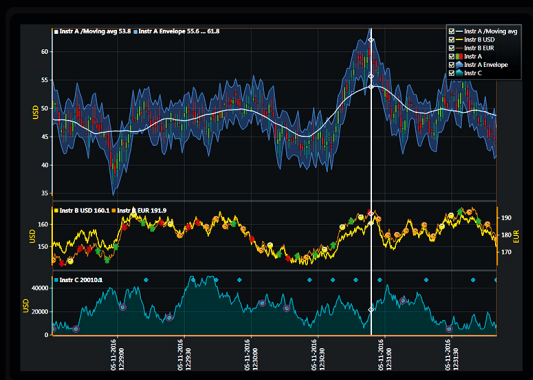 Instr A /Moving avg 53.8 Instr A Envelope 55.6 ... 61.8
Instr A /Moving avg
Instr B USD
Instr B EUR
Instr A
Instr A Envelope
Instr C
60
55
50
45
40
35
USD
Instr B USD 160.1 Instr B EUR 191.9
160
150
USD
190
180
170
EUR
Instr C 20010.1
40000
20000
0
USD
05-11-2016 12:29:00
05-11-2016 12:29:30
05-11-2016 12:30:00
05-11-2016 12:30:30
05-11-2016 12:31:00
05-11-2016 12:31:30